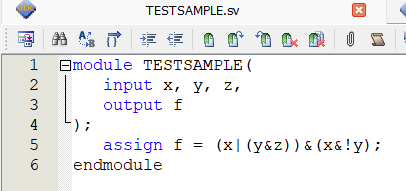 TESTSAMPLE.sv
1 module TESTSAMPLE(
2 input x, y, z,
3 output f
4 );
5 assign f = (x|(y&z))&(x&!y);
6 endmodule